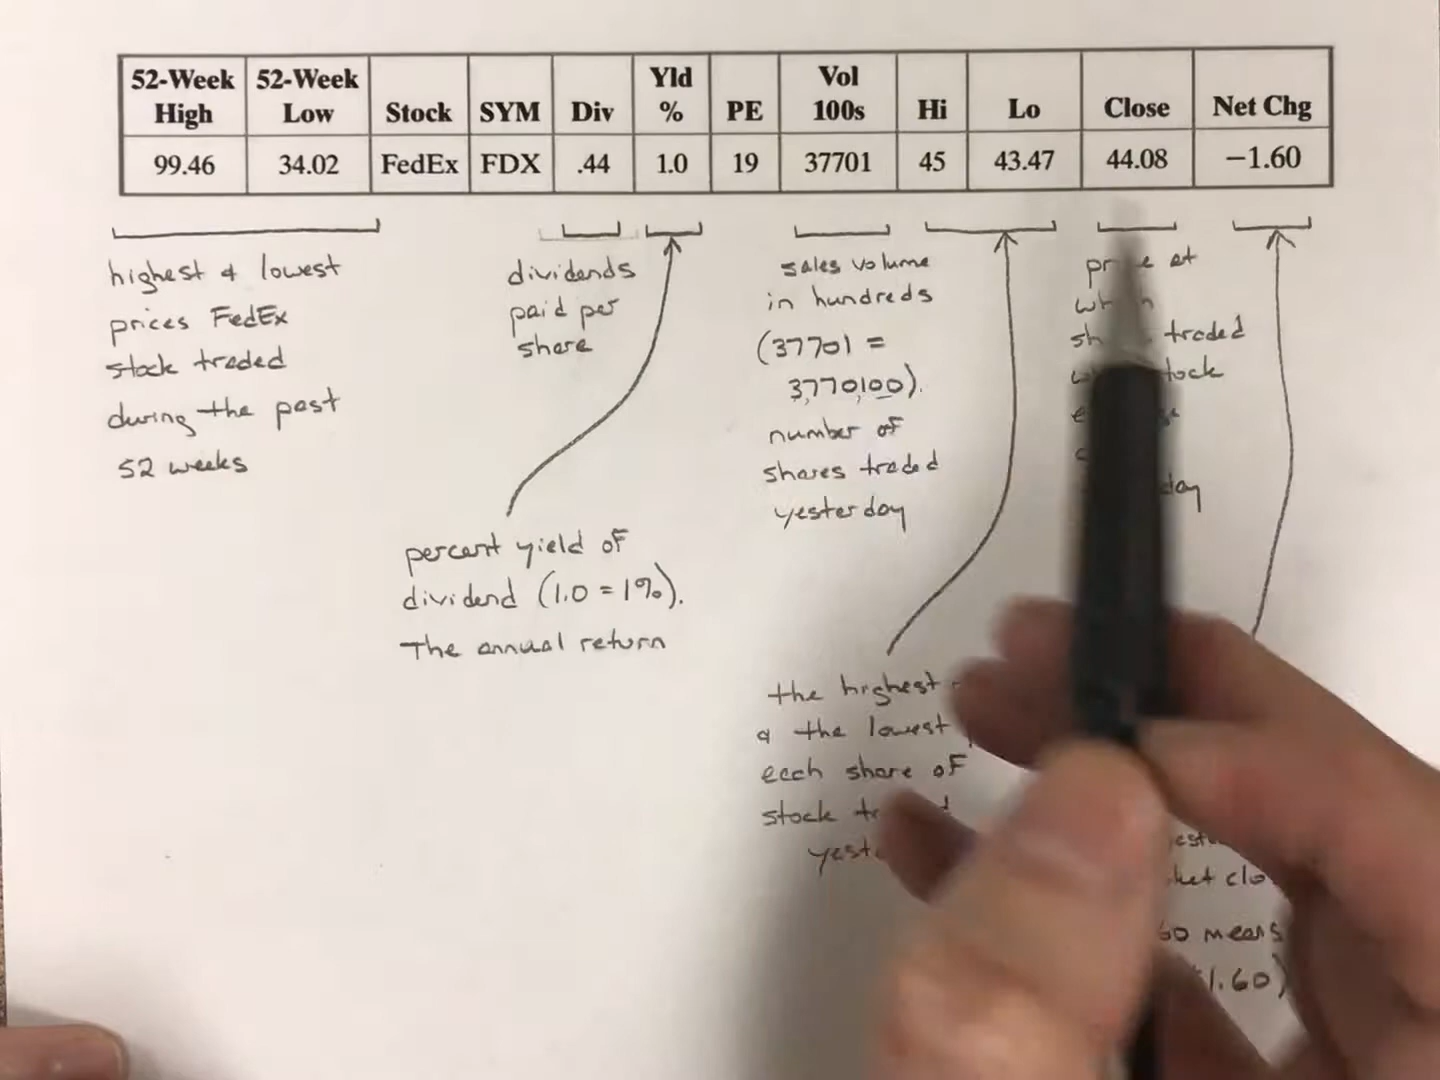 52-Week High 52-Week Low Stock SYM Div Yld % PE Vol 100s Hi Lo Close Net Chg
99.46 34.02 FedEx FDX .44 1.0 19 37701 45 43.47 44.08 −1.60
highest & lowest
prices FedEx
stock traded
during the past
52 weeks
dividends
paid per
share
percent yield of
dividend (1.0 = 1%).
The annual return
sales volume
in hundreds
(37701 =
3,770,100).
number of
shares traded
yesterday
the highest
& the lowest
each share of
stock
at
traded
means
1.60)